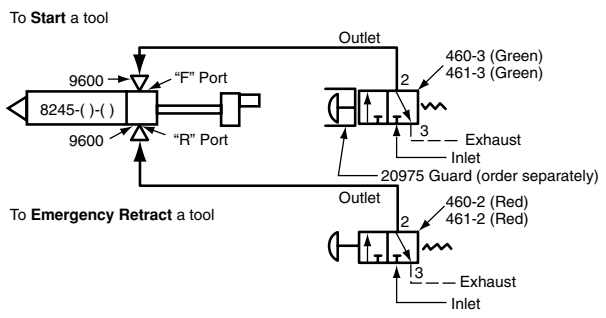 To Start a tool
Outlet
460-3 (Green)
461-3 (Green)
9600
“F” Port
2
8245-( )-( )
9600
“R” Port
3
Exhaust
Inlet
20975 Guard (order separately)
Outlet
460-2 (Red)
461-2 (Red)
To Emergency Retract a tool
2
3
Exhaust
Inlet